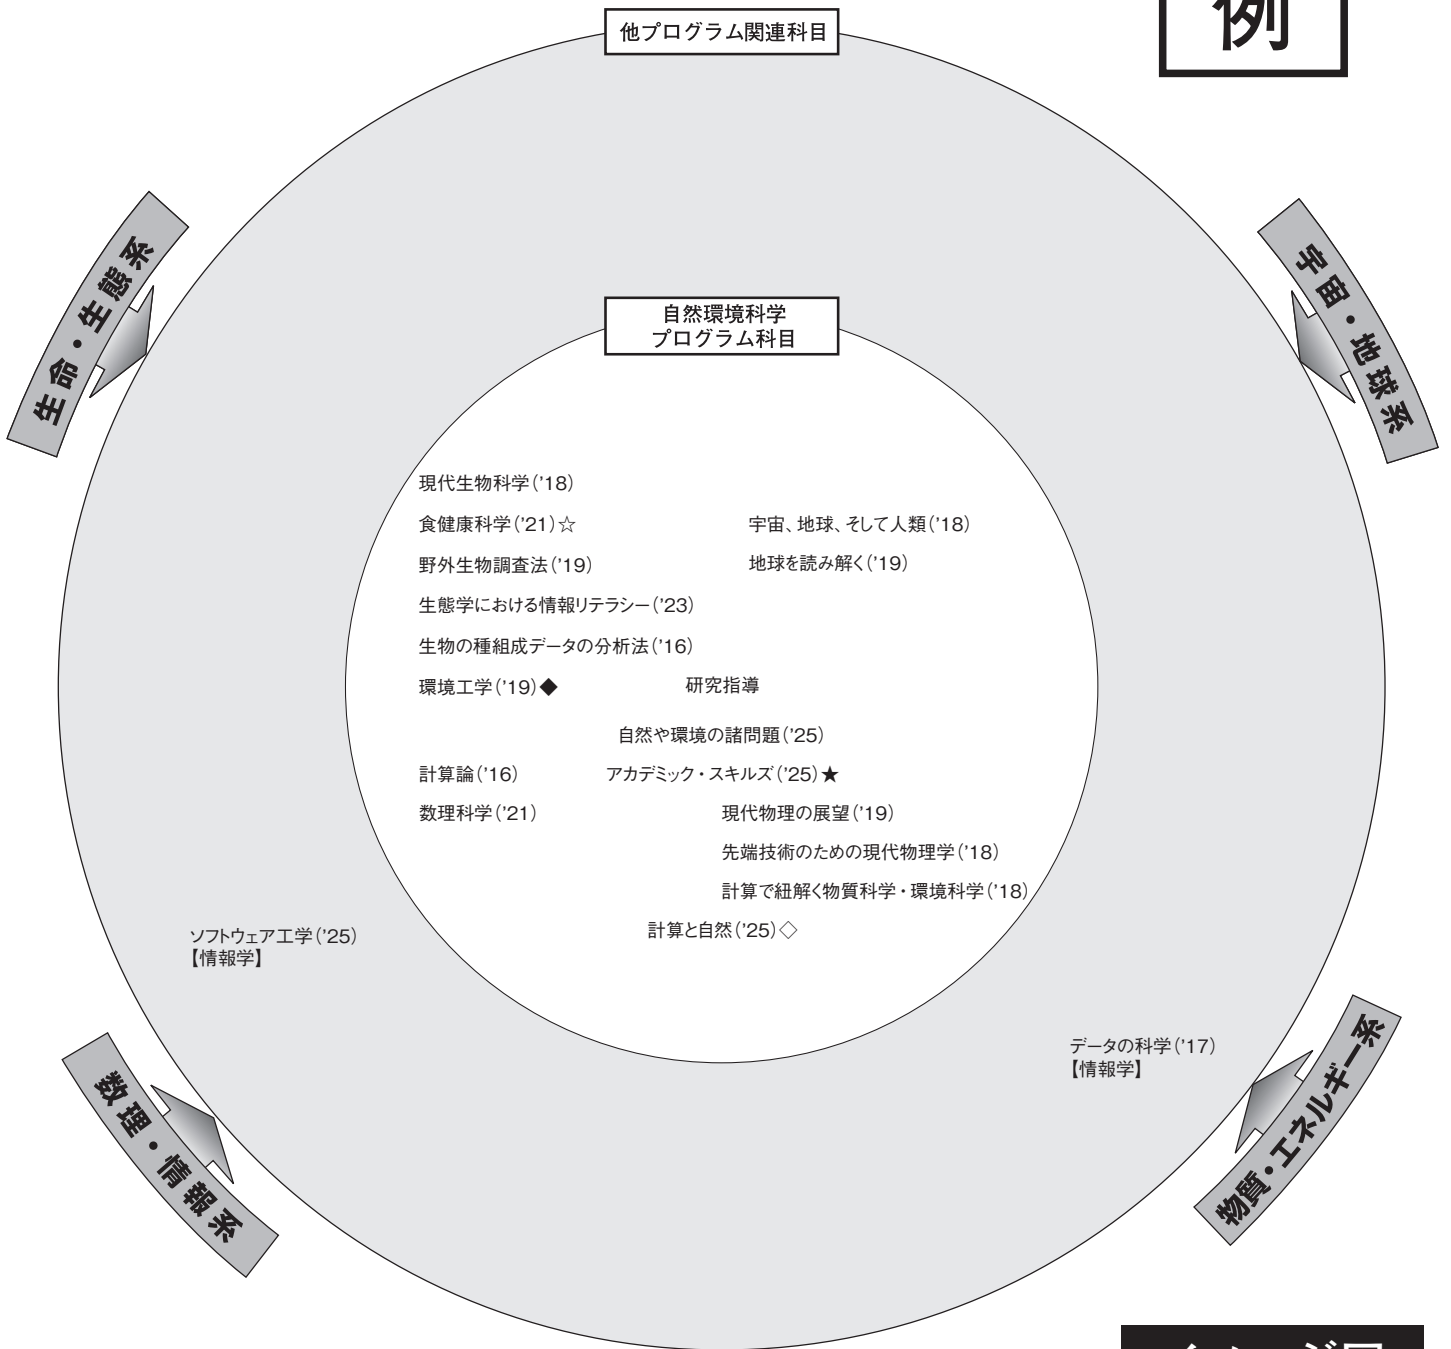 例
他プログラム関連科目
生命・生態系
宇宙・地球系
自然環境科学
プログラム科目
現代生物科学('18)
食健康科学('21)☆
宇宙、地球、そして人類('18)
野外生物調査法('19)
地球を読み解く('19)
生態学における情報リテラシー('23)
生物の種組成データの分析法('16)
環境工学('19)◆
研究指導
自然や環境の諸問題('25)
計算論('16)
アカデミック・スキルズ('25)★
数理科学('21)
現代物理の展望('19)
先端技術のための現代物理学('18)
計算で紐解く物質科学・環境科学('18)
計算と自然('25)◇
ソフトウェア工学('25)
【情報学】
データの科学('17)
【情報学】
数理・情報系
物質・エネルギー系
イメージ図